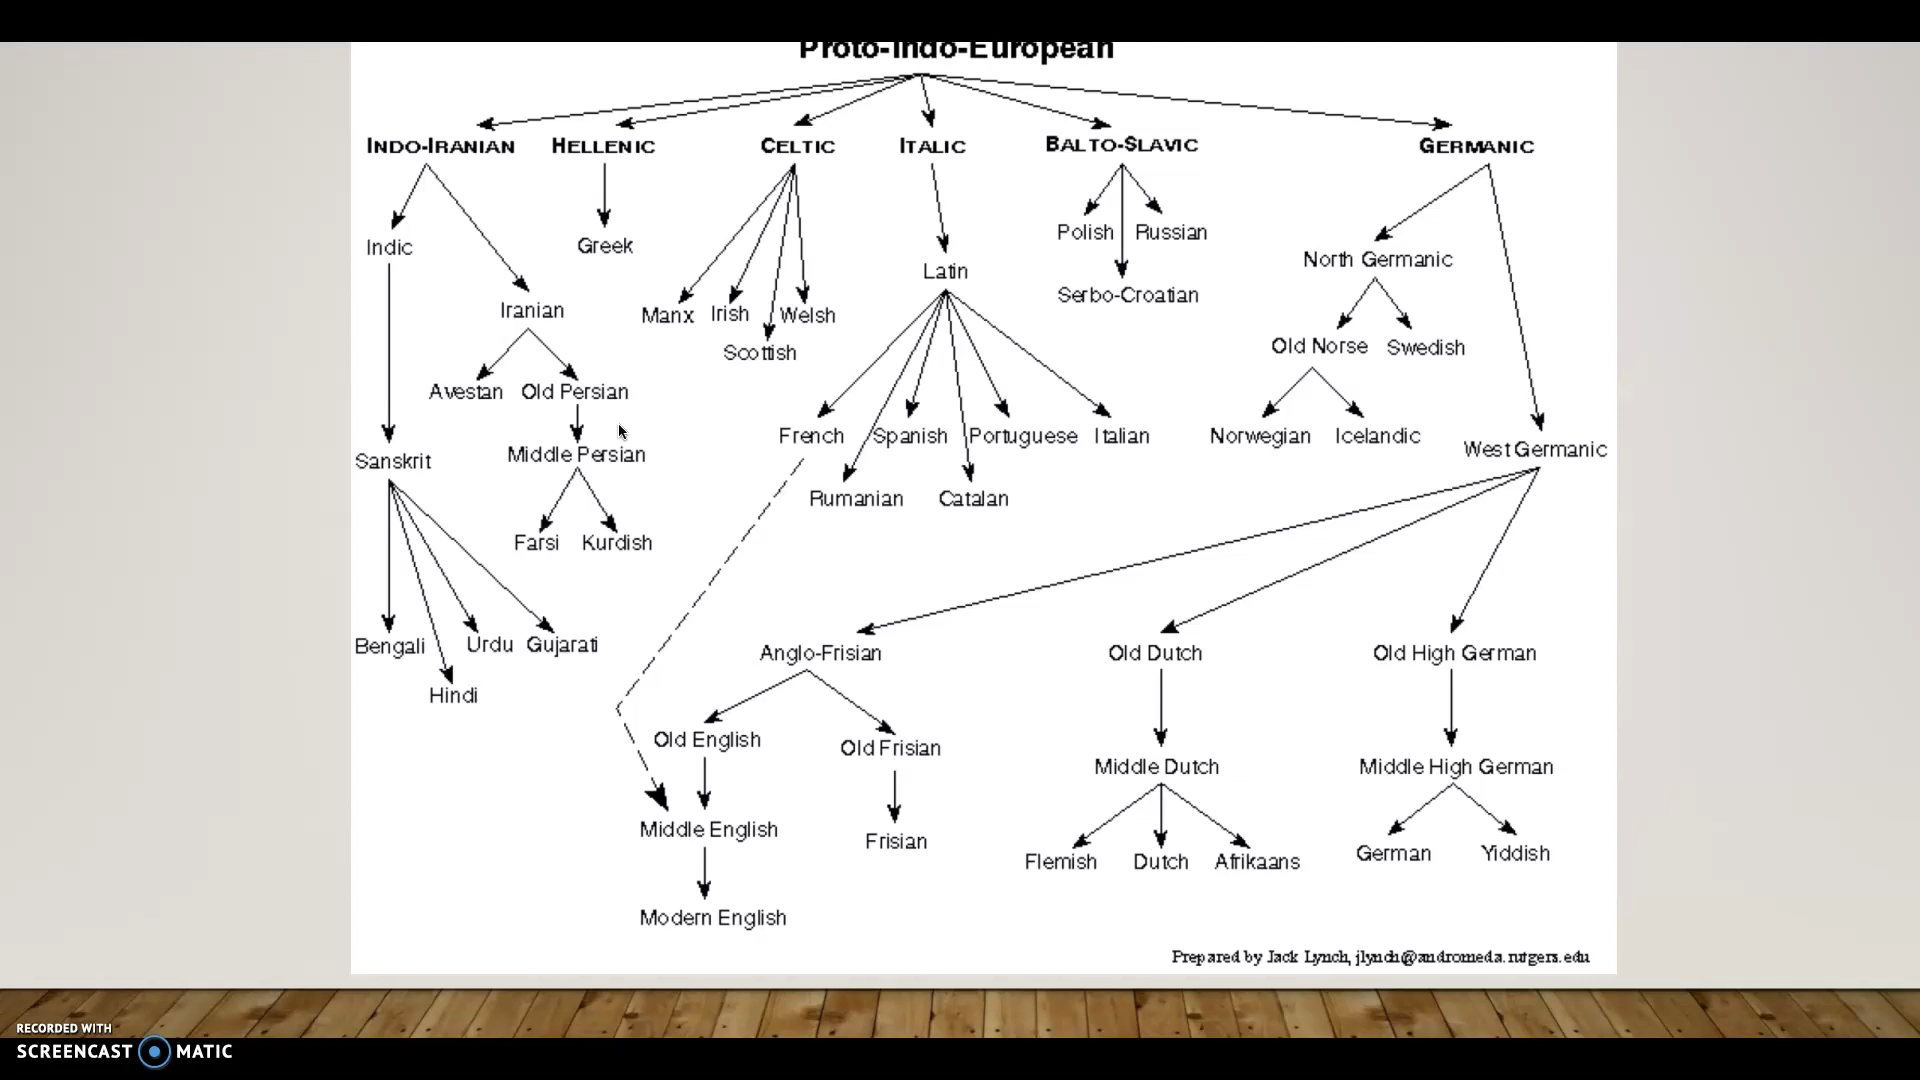 Proto-Indo-European
INDO-IRANIAN HELLENIC CELTIC ITALIC BALTO-SLAVIC GERMANIC
Indic Greek Polish Russian
North Germanic
Latin
Serbo-Croatian
Iranian Manx Irish Welsh
Scottish
Old Norse Swedish
Avestan Old Persian
French Spanish Portuguese Italian Norwegian Icelandic
West Germanic
Sanskrit Middle Persian
Rumanian Catalan
Farsi Kurdish
Bengali Urdu Gujarati
Hindi
Anglo-Frisian Old Dutch Old High German
Old English Old Frisian
Middle Dutch Middle High German
Middle English Frisian
Flemish Dutch Afrikaans German Yiddish
Modern English
Prepared by Jack Lynch, jlynch@andromeda.rutgers.edu
RECORDED WITH
SCREENCAST MATIC